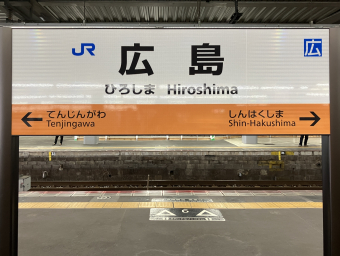 JR 広島 広
ひろしま Hiroshima
てんじんがわ しんはくしま
Tenjingawa Shin-Hakushima
6